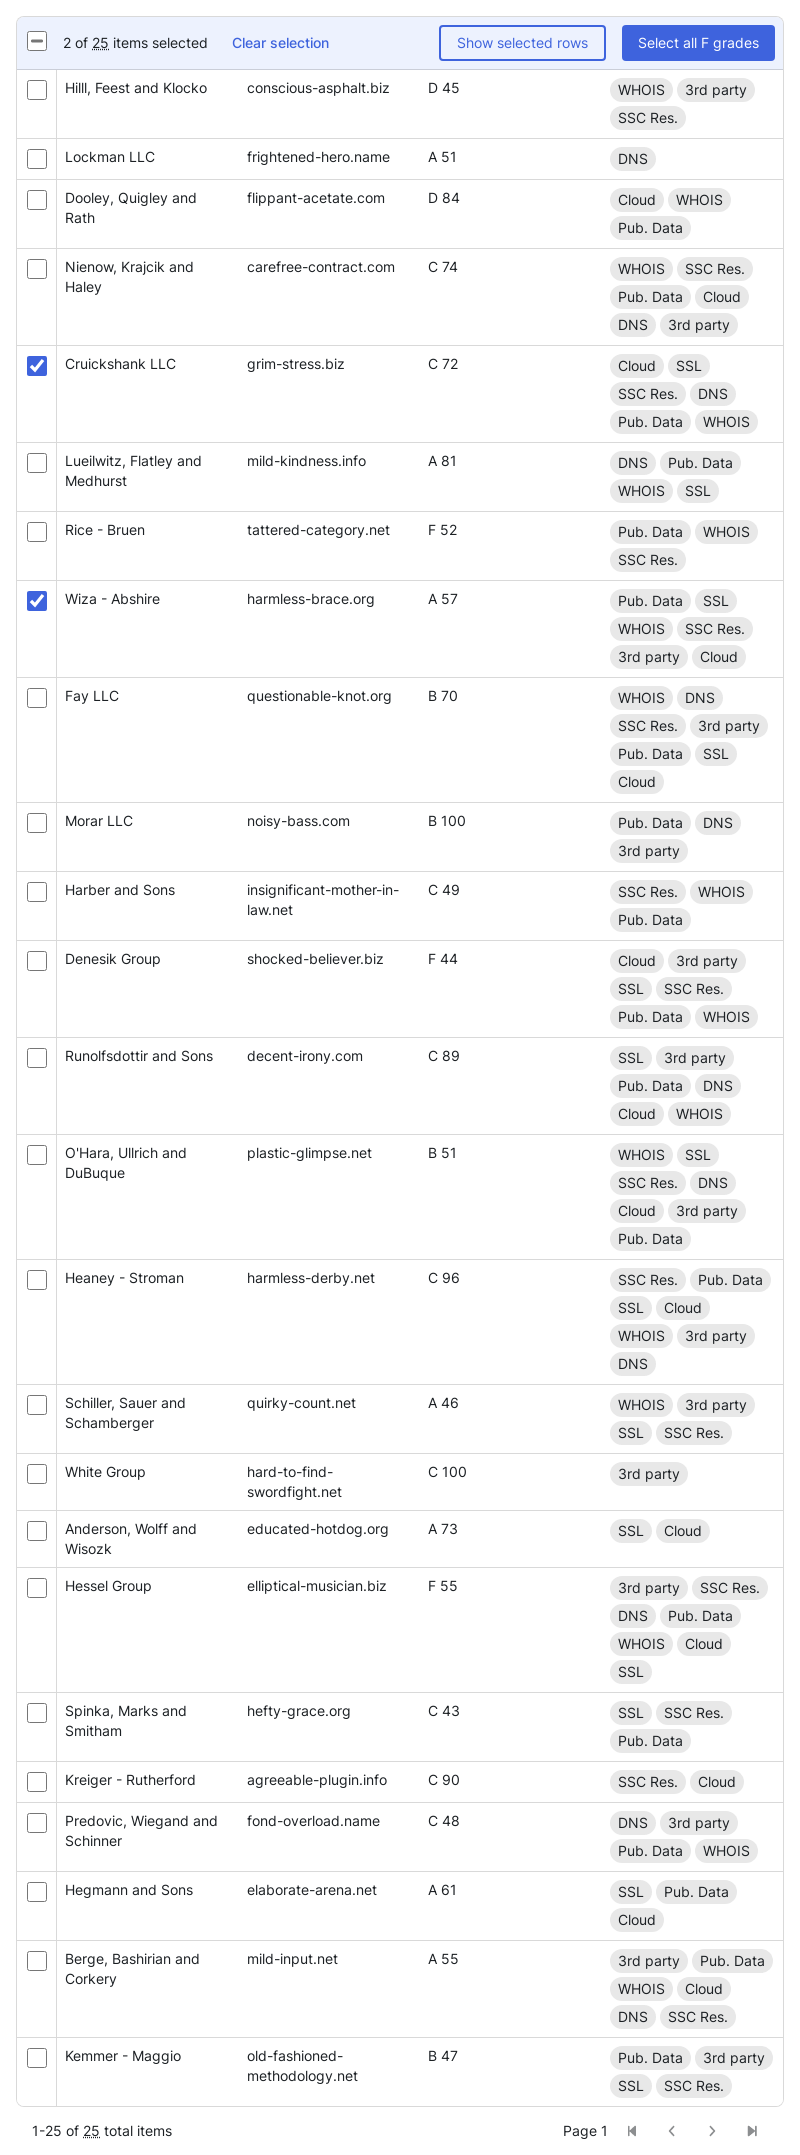 2 of 25 items selected Clear selection Show selected rows Select all F grades
Hilll, Feest and Klocko conscious-asphalt.biz D 45 WHOIS 3rd party
SSC Res.
Lockman LLC frightened-hero.name A 51 DNS
Dooley, Quigley and flippant-acetate.com D 84 Cloud WHOIS
Rath Pub. Data
Nienow, Krajcik and carefree-contract.com C 74 WHOIS SSC Res.
Haley Pub. Data Cloud
DNS 3rd party
Cruickshank LLC grim-stress.biz C 72 Cloud SSL
SSC Res. DNS
Pub. Data WHOIS
Lueilwitz, Flatley and mild-kindness.info A 81 DNS Pub. Data
Medhurst WHOIS SSL
Rice - Bruen tattered-category.net F 52 Pub. Data WHOIS
SSC Res.
Wiza - Abshire harmless-brace.org A 57 Pub. Data SSL
WHOIS SSC Res.
3rd party Cloud
Fay LLC questionable-knot.org B 70 WHOIS DNS
SSC Res. 3rd party
Pub. Data SSL
Cloud
Morar LLC noisy-bass.com B 100 Pub. Data DNS
3rd party
Harber and Sons insignificant-mother-in- C 49 SSC Res. WHOIS
law.net Pub. Data
Denesik Group shocked-believer.biz F 44 Cloud 3rd party
SSL SSC Res.
Pub. Data WHOIS
Runolfsdottir and Sons decent-irony.com C 89 SSL 3rd party
Pub. Data DNS
Cloud WHOIS
O'Hara, Ullrich and plastic-glimpse.net B 51 WHOIS SSL
DuBuque SSC Res. DNS
Cloud 3rd party
Pub. Data
Heaney - Stroman harmless-derby.net C 96 SSC Res. Pub. Data
SSL Cloud
WHOIS 3rd party
DNS
Schiller, Sauer and quirky-count.net A 46 WHOIS 3rd party
Schamberger SSL SSC Res.
White Group hard-to-find- C 100 3rd party
swordfight.net
Anderson, Wolff and educated-hotdog.org A 73 SSL Cloud
Wisozk
Hessel Group elliptical-musician.biz F 55 3rd party SSC Res.
DNS Pub. Data
WHOIS Cloud
SSL
Spinka, Marks and hefty-grace.org C 43 SSL SSC Res.
Smitham Pub. Data
Kreiger - Rutherford agreeable-plugin.info C 90 SSC Res. Cloud
Predovic, Wiegand and fond-overload.name C 48 DNS 3rd party
Schinner Pub. Data WHOIS
Hegmann and Sons elaborate-arena.net A 61 SSL Pub. Data
Cloud
Berge, Bashirian and mild-input.net A 55 3rd party Pub. Data
Corkery WHOIS Cloud
DNS SSC Res.
Kemmer - Maggio old-fashioned- B 47 Pub. Data 3rd party
methodology.net SSL SSC Res.
1-25 of 25 total items Page 1